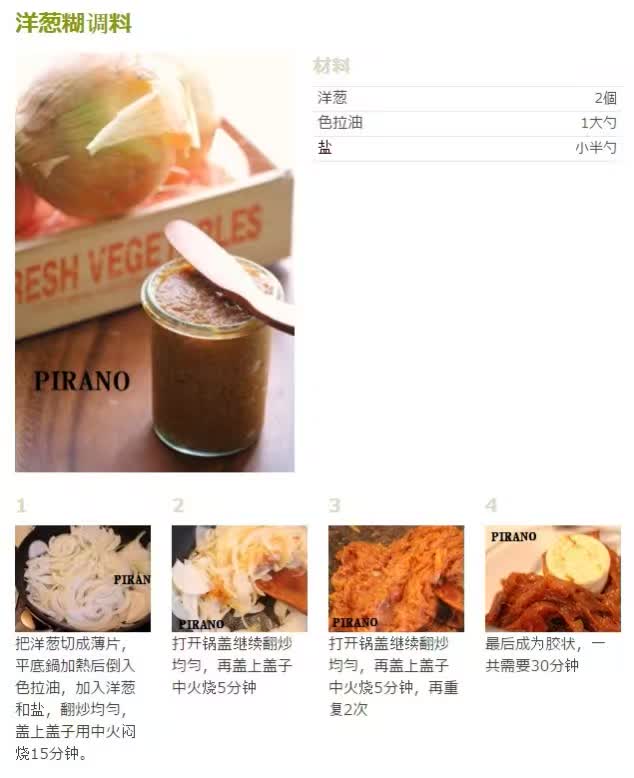 洋葱糊调料
材料
洋葱 2個
色拉油 1大勺
盐 小半勺
RESH VEGETABLES
PIRANO
1
2
3
4
PIRAN
PIRANO
PIRANO
PIRANO
把洋葱切成薄片，
平底鍋加熱后倒入
色拉油，加入洋葱
和盐，翻炒均匀，
盖上盖子用中火闷
烧15分钟。
打开锅盖继续翻炒
均匀，再盖上盖子
中火烧5分钟
打开锅盖继续翻炒
均匀，再盖上盖子
中火烧5分钟，再重
复2次
最后成为胶状，一
共需要30分钟